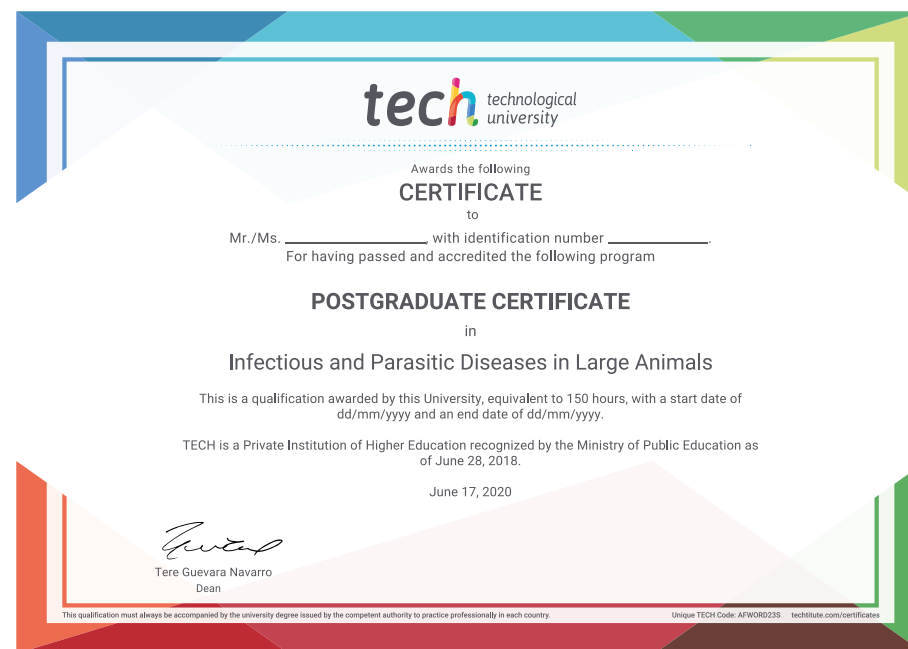 tech technological
university
Awards the following
CERTIFICATE
to
Mr./Ms. ____________________, with identification number ______________.
For having passed and accredited the following program
POSTGRADUATE CERTIFICATE
in
Infectious and Parasitic Diseases in Large Animals
This is a qualification awarded by this University, equivalent to 150 hours, with a start date of
dd/mm/yyyy and an end date of dd/mm/yyyy.
TECH is a Private Institution of Higher Education recognized by the Ministry of Public Education as
of June 28, 2018.
June 17, 2020
Tere Guevara Navarro
Dean
This qualification must always be accompanied by the university degree issued by the competent authority to practice professionally in each country. Unique TECH Code: AFWORD23S techtitute.com/certificates